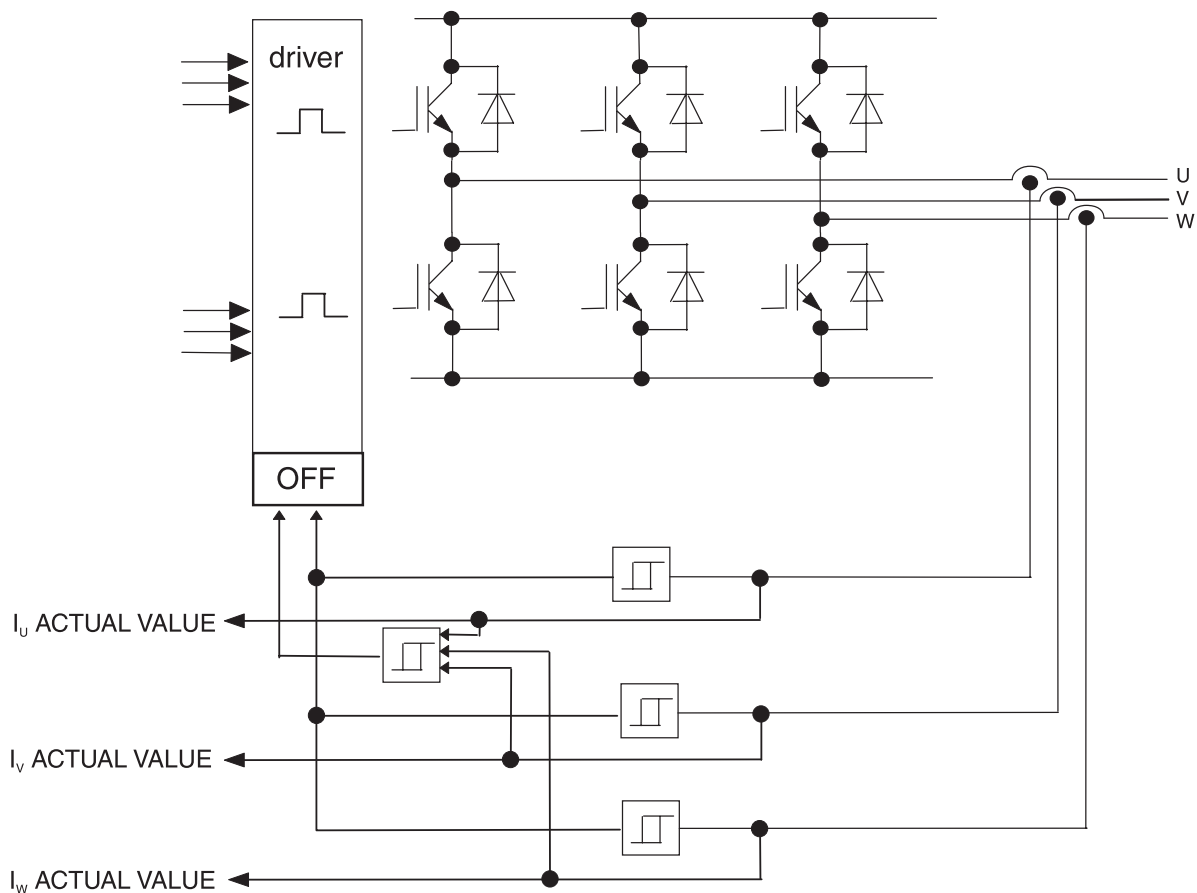 driver
U
V
W
OFF
I_U ACTUAL VALUE
I_V ACTUAL VALUE
I_W ACTUAL VALUE